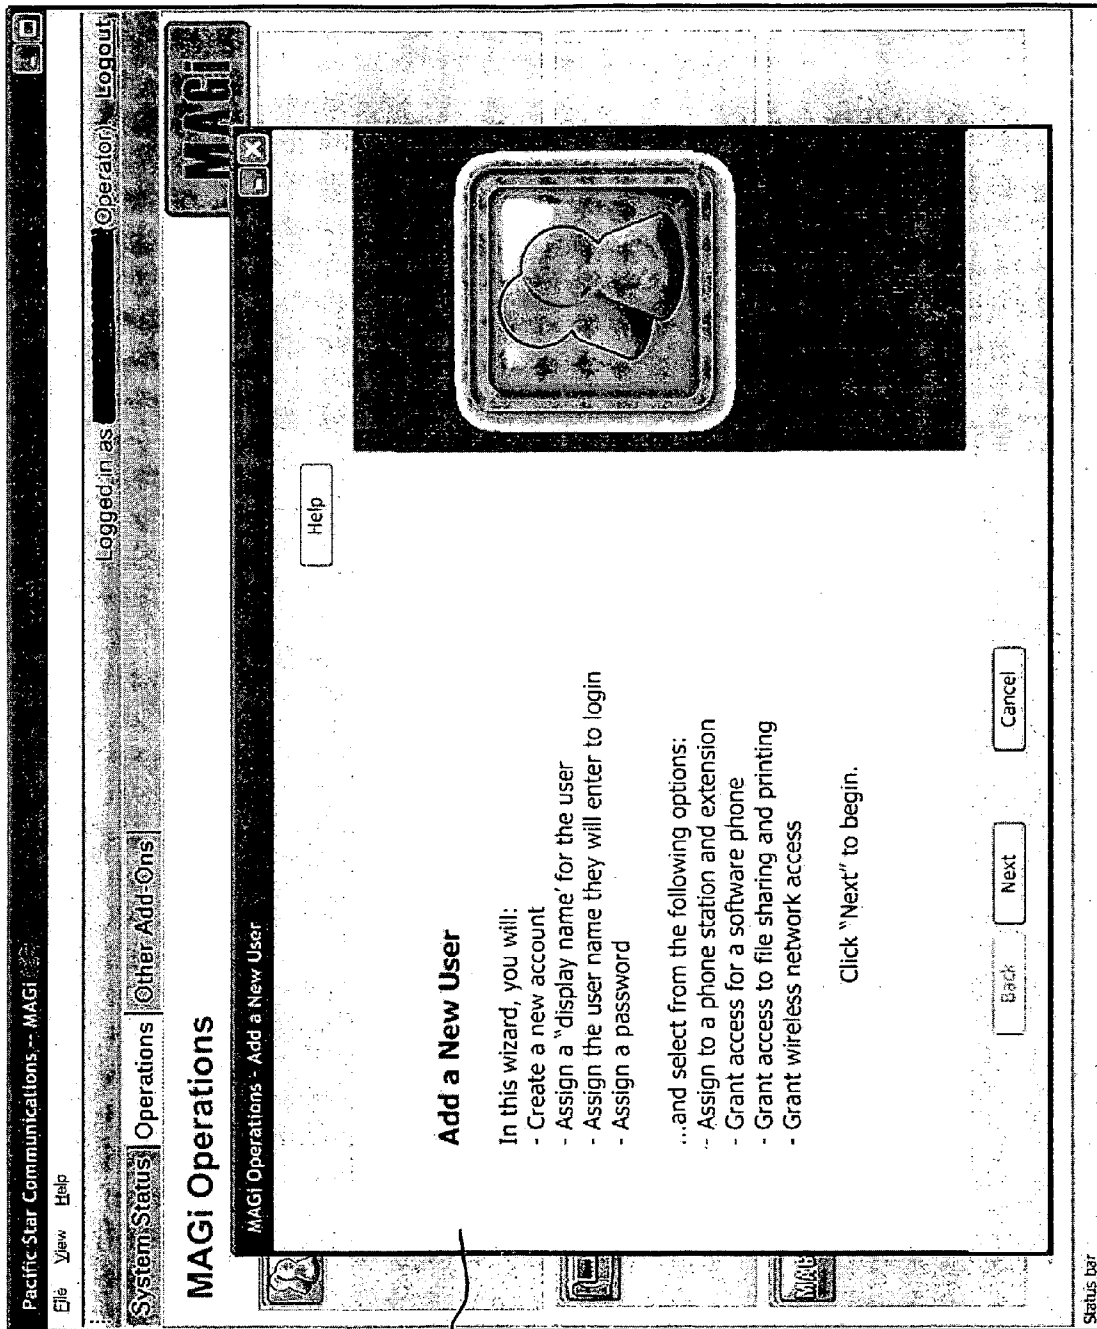 Pacific-Star Communications -- MAGi
File View Help
Logged in as (Operator) Logout
System Status Operations Other Add-Ons
MAGi Operations
MAGi
MAGi Operations - Add a New User
Help
Add a New User
In this wizard, you will:
- Create a new account
- Assign a "display name' for the user
- Assign the user name they will enter to login
- Assign a password
...and select from the following options:
- Assign to a phone station and extension
- Grant access for a software phone
- Grant access to file sharing and printing
- Grant wireless network access
Click "Next" to begin.
Back Next Cancel
Status bar